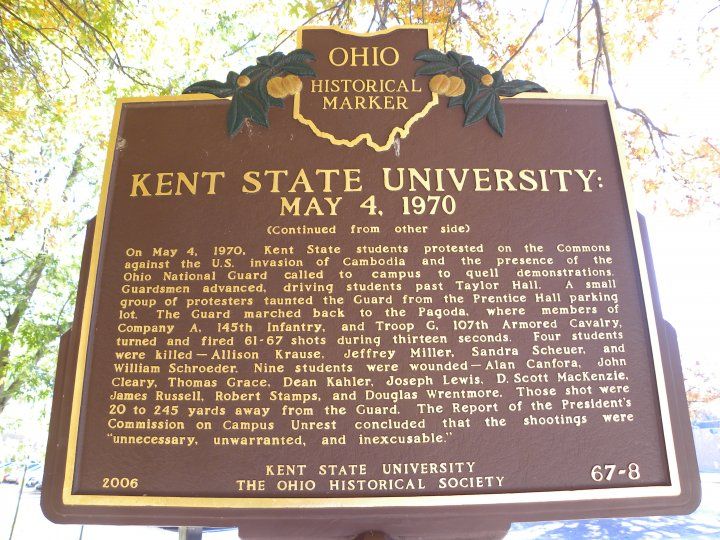 OHIO
HISTORICAL
MARKER
KENT STATE UNIVERSITY:
MAY 4, 1970
(Continued from other side)
On May 4, 1970, Kent State students protested on the Commons
against the U.S. invasion of Cambodia and the presence of the
Ohio National Guard called to campus to quell demonstrations.
Guardsmen advanced, driving students past Taylor Hall. A small
group of protesters taunted the Guard from the Prentice Hall parking
lot. The Guard marched back to the Pagoda, where members of
Company A, 145th Infantry, and Troop G, 107th Armored Cavalry,
turned and fired 61-67 shots during thirteen seconds. Four students
were killed—Allison Krause, Jeffrey Miller, Sandra Scheuer, and
William Schroeder. Nine students were wounded—Alan Canfora, John
Cleary, Thomas Grace, Dean Kahler, Joseph Lewis, D. Scott MacKenzie,
James Russell, Robert Stamps, and Douglas Wrentmore. Those shot were
20 to 245 yards away from the Guard. The Report of the President's
Commission on Campus Unrest concluded that the shootings were
"unnecessary, unwarranted, and inexcusable."
KENT STATE UNIVERSITY
2006 THE OHIO HISTORICAL SOCIETY 67-8